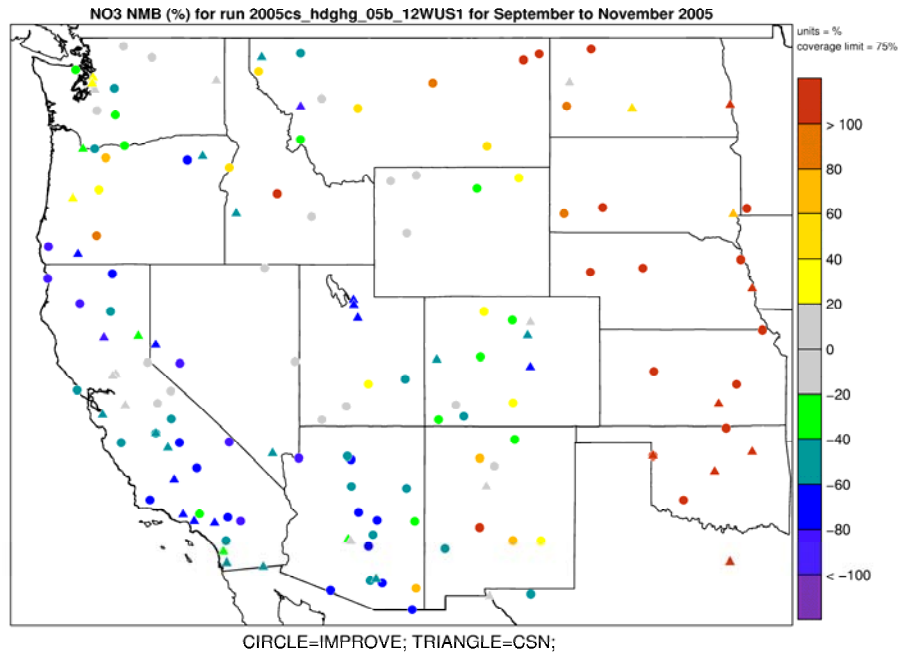 NO3 NMB (%) for run 2005cs_hdghg_05b_12WUS1 for September to November 2005
units = %
coverage limit = 75%
> 100
80
60
40
20
0
−20
−40
−60
−80
< −100
CIRCLE=IMPROVE; TRIANGLE=CSN;